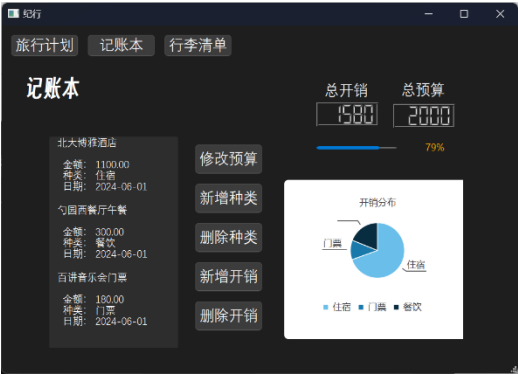 纪行
旅行计划 记账本 行李清单
记账本
总开销 总预算
1580 2000
79%
北大博雅酒店
金额： 1100.00
种类： 住宿
日期： 2024-06-01
勺园西餐厅午餐
金额： 300.00
种类： 餐饮
日期： 2024-06-01
百讲音乐会门票
金额： 180.00
种类： 门票
日期： 2024-06-01
修改预算
新增种类
删除种类
新增开销
删除开销
开销分布
门票
住宿
住宿 门票 餐饮